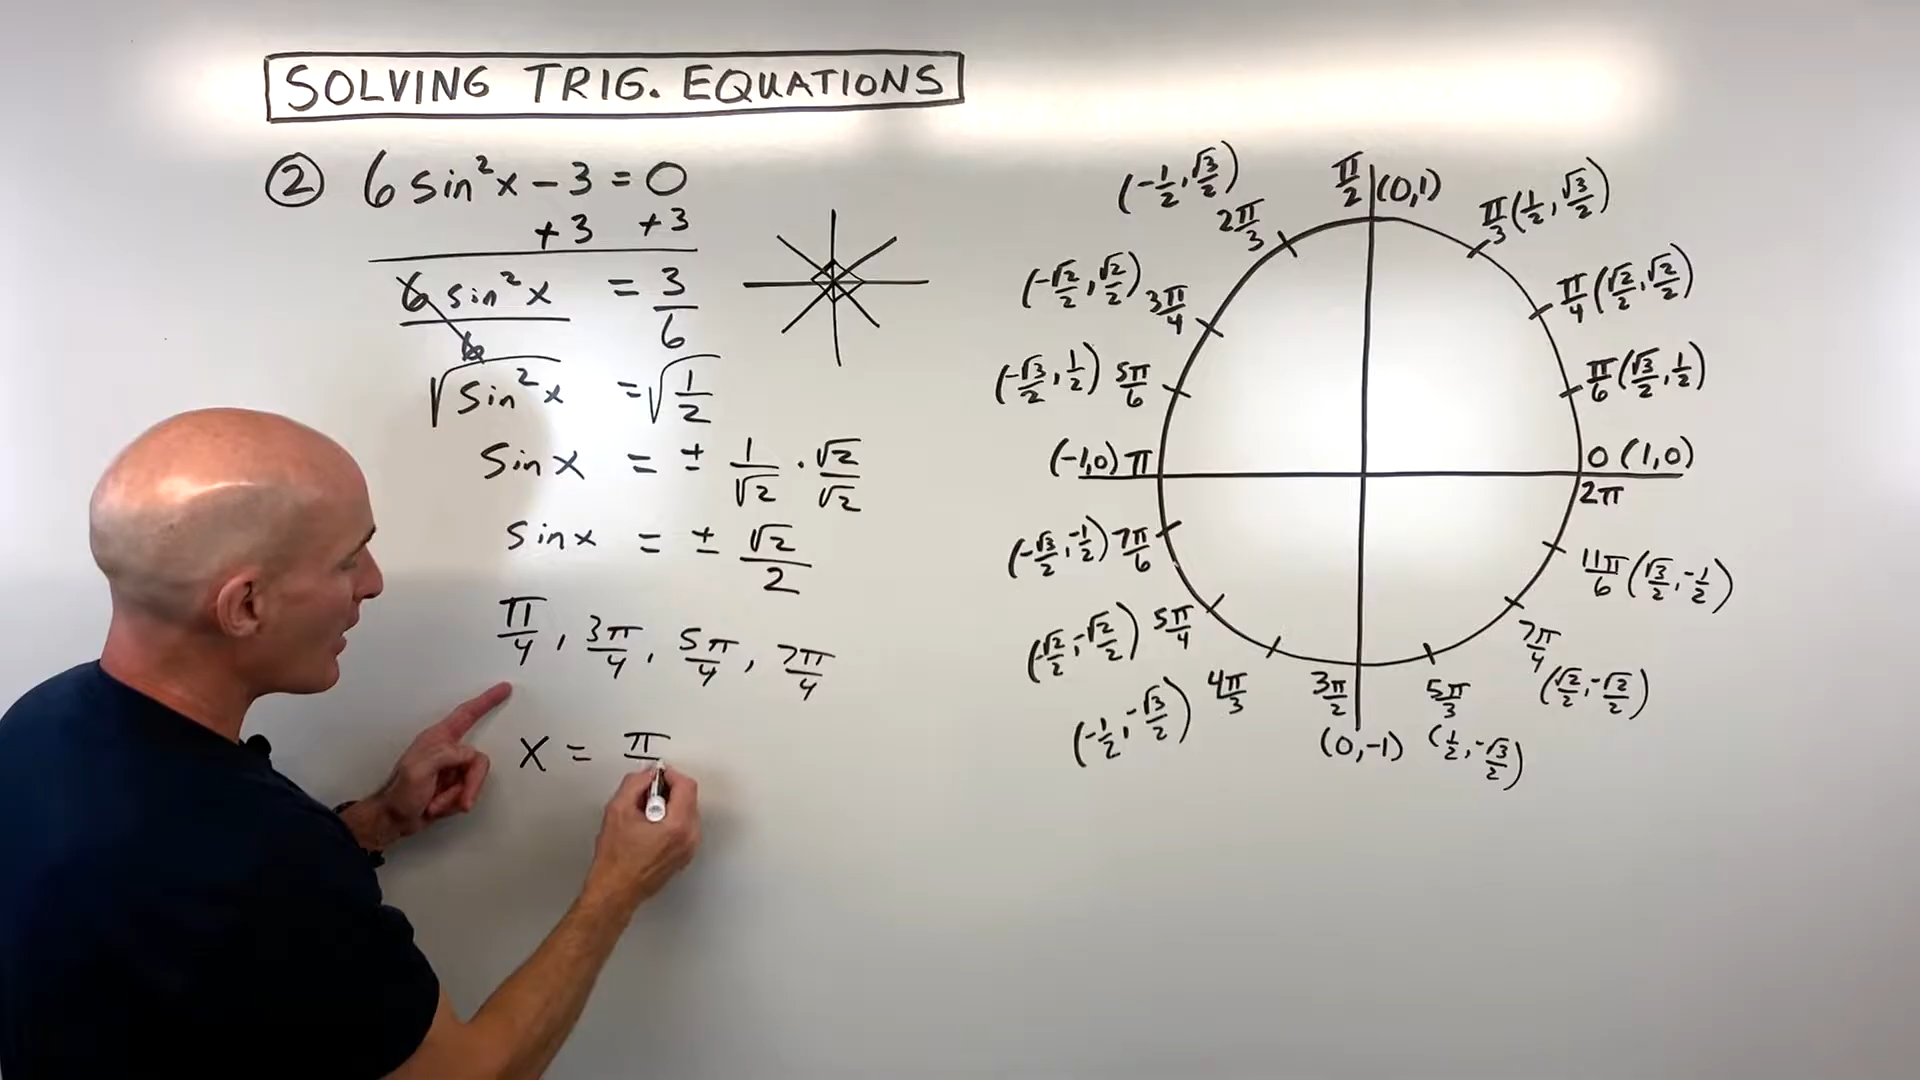 SOLVING TRIG. EQUATIONS
② 6 sin²x − 3 = 0
+3 +3
6 sin²x / 6 = 3/6
√sin²x = √1/2
sin x = ± 1/√2 · √2/√2
sin x = ± √2/2
π/4, 3π/4, 5π/4, 7π/4
x = π
π/2 (0,1)
π/3 (1/2, √3/2)
π/4 (√2/2, √2/2)
π/6 (√3/2, 1/2)
0 (1,0)
2π
11π/6 (√3/2, -1/2)
7π/4 (√2/2, -√2/2)
5π/3 (1/2, -√3/2)
3π/2 (0,-1)
4π/3 (-1/2, -√3/2)
5π/4 (-√2/2, -√2/2)
7π/6 (-√3/2, -1/2)
(-1,0) π
(-√3/2, 1/2) 5π/6
(-√2/2, √2/2) 3π/4
(-1/2, √3/2) 2π/3